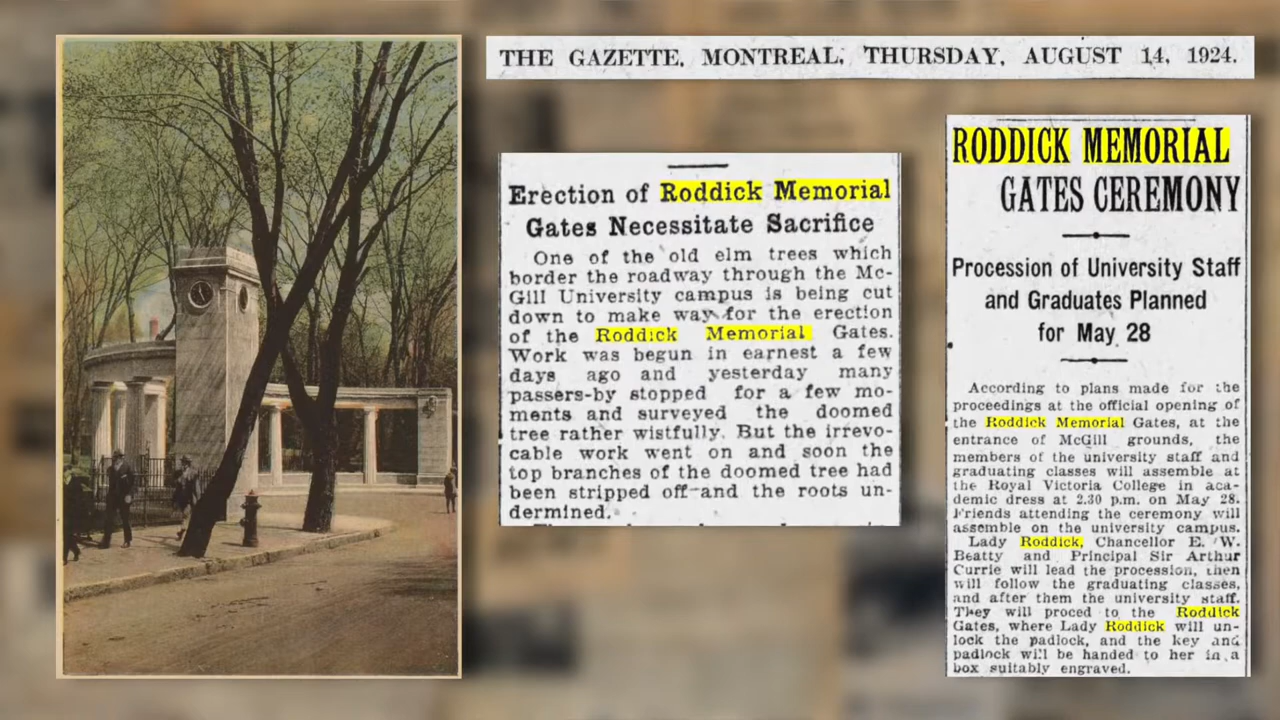 THE GAZETTE, MONTREAL, THURSDAY, AUGUST 14, 1924.
Erection of Roddick Memorial
Gates Necessitate Sacrifice
One of the old elm trees which
border the roadway through the Mc-
Gill University campus is being cut
down to make way for the erection
of the Roddick Memorial Gates.
Work was begun in earnest a few
days ago and yesterday many
passers-by stopped for a few mo-
ments and surveyed the doomed
tree rather wistfully. But the irrevo-
cable work went on and soon the
top branches of the doomed tree had
been stripped off and the roots un-
dermined.
RODDICK MEMORIAL
GATES CEREMONY
Procession of University Staff
and Graduates Planned
for May 28
According to plans made for the
proceedings at the official opening of
the Roddick Memorial Gates, at the
entrance of McGill grounds, the
members of the university staff and
graduating classes will assemble at
the Royal Victoria College in aca-
demic dress at 2.30 p.m. on May 28.
Friends attending the ceremony will
assemble on the university campus.
Lady Roddick, Chancellor E. W.
Beatty and Principal Sir Arthur
Currie will lead the procession, then
will follow the graduating classes,
and after them the university staff.
They will proced to the Roddick
Gates, where Lady Roddick will un-
lock the padlock, and the key and
padlock will be handed to her in a
box suitably engraved.